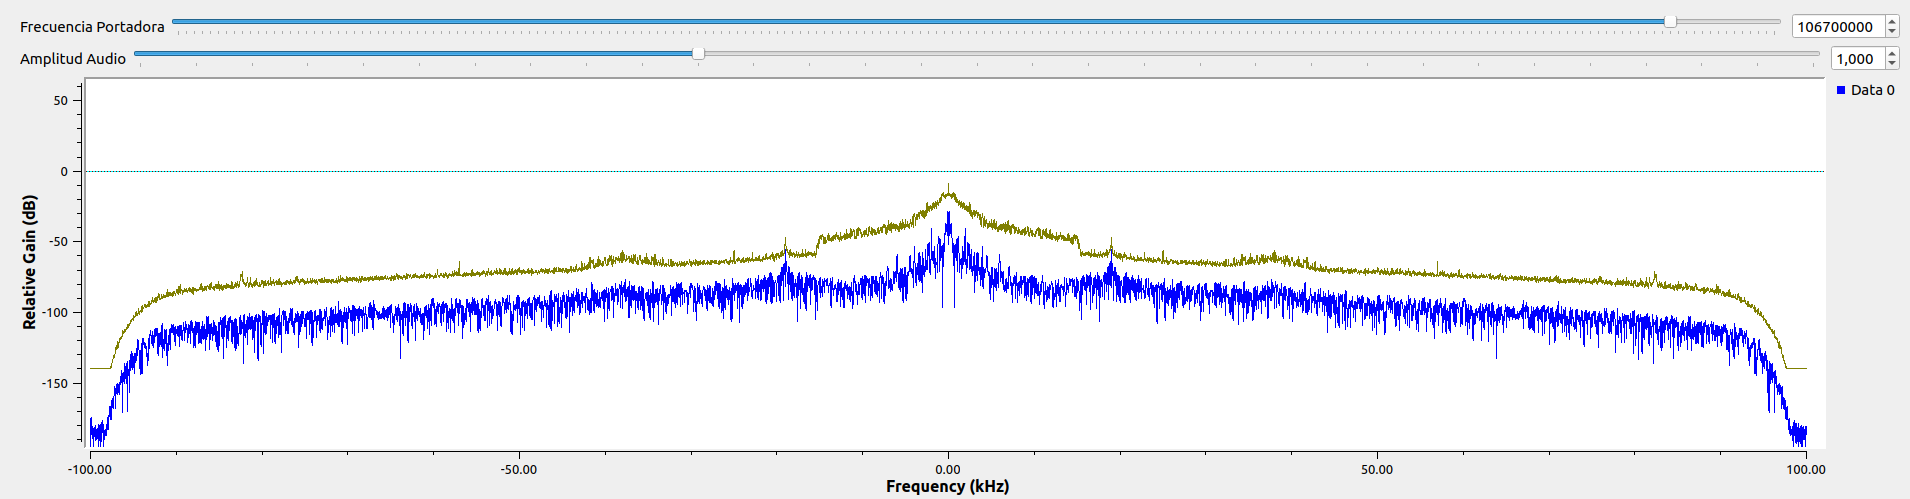 Frecuencia Portadora
106700000
Amplitud Audio
1,000
Data 0
50
0
-50
-100
-150
Relative Gain (dB)
-100.00
-50.00
0.00
50.00
100.00
Frequency (kHz)